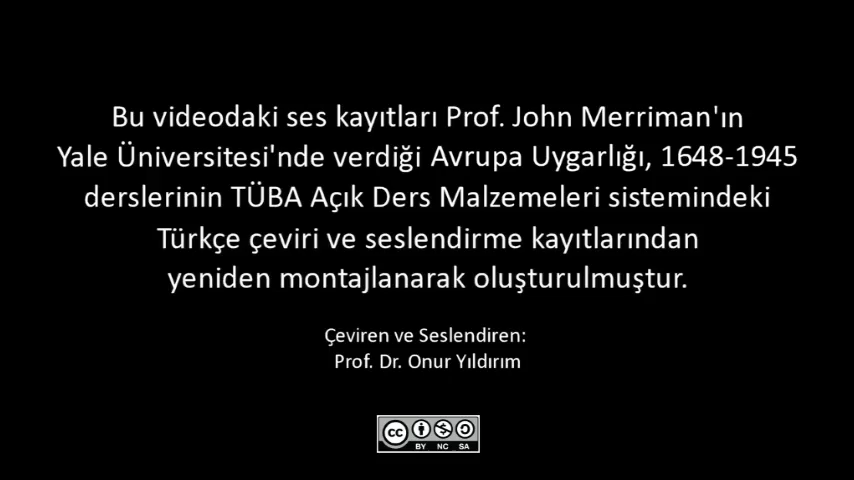 Bu videodaki ses kayıtları Prof. John Merriman'ın
Yale Üniversitesi'nde verdiği Avrupa Uygarlığı, 1648-1945
derslerinin TÜBA Açık Ders Malzemeleri sistemindeki
Türkçe çeviri ve seslendirme kayıtlarından
yeniden montajlanarak oluşturulmuştur.
Çeviren ve Seslendiren:
Prof. Dr. Onur Yıldırım
cc BY NC SA